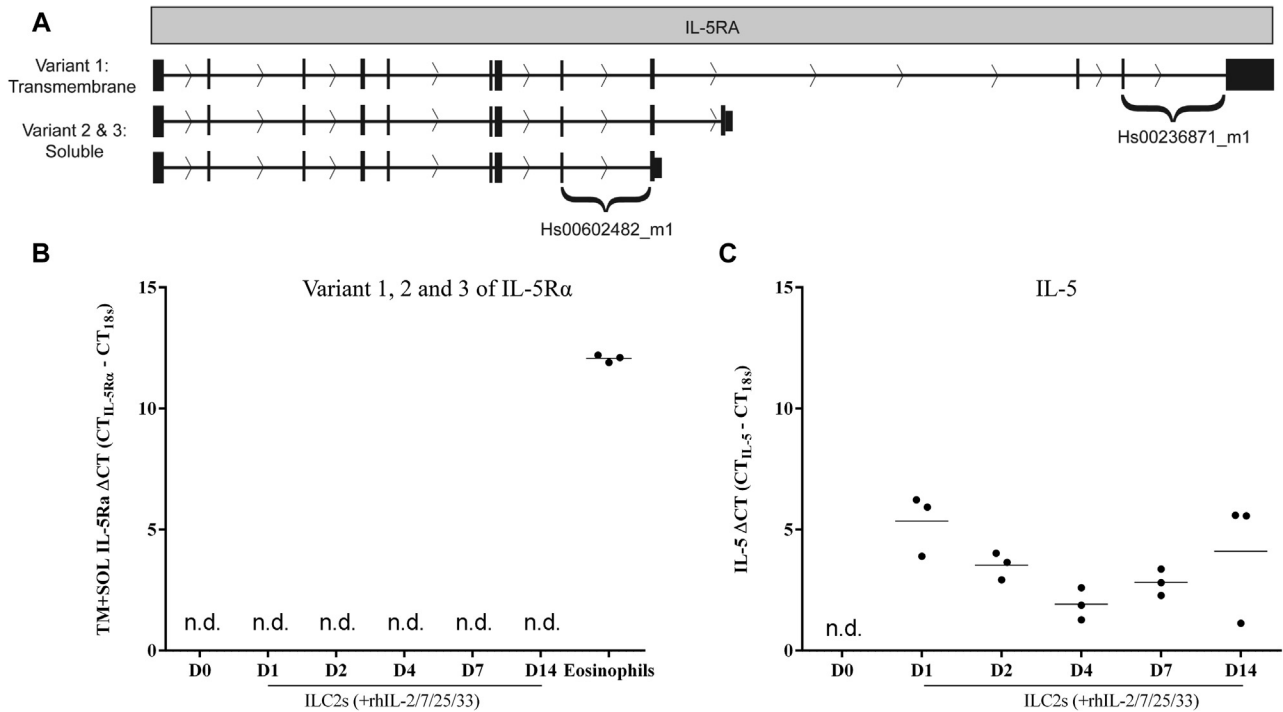 A
IL-5RA
Variant 1:
Transmembrane
Variant 2 & 3:
Soluble
Hs00236871_m1
Hs00602482_m1
B
Variant 1, 2 and 3 of IL-5Rα
TM+SOL IL-5Ra ΔCT (CTIL-5Rα - CT18s)
15
10
5
0
n.d. n.d. n.d. n.d. n.d. n.d.
D0 D1 D2 D4 D7 D14 Eosinophils
ILC2s (+rhIL-2/7/25/33)
C
IL-5
IL-5 ΔCT (CTIL-5 - CT18s)
15
10
5
0
n.d.
D0 D1 D2 D4 D7 D14
ILC2s (+rhIL-2/7/25/33)